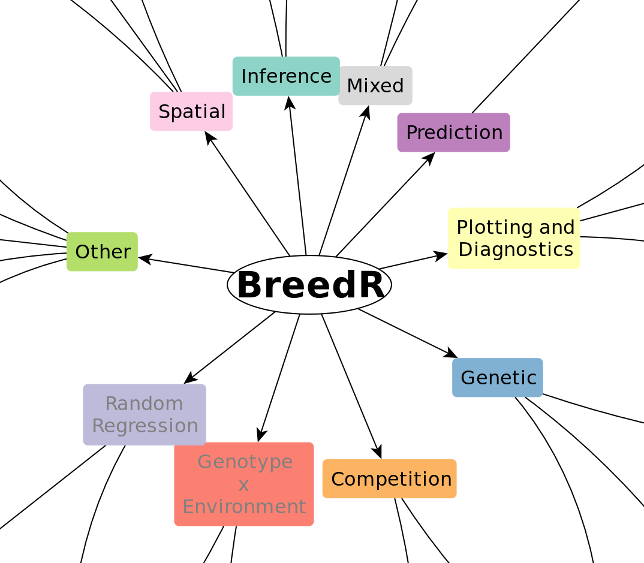 Inference
Mixed
Spatial
Prediction
Plotting and
Diagnostics
Other
BreedR
Genetic
Random
Regression
Genotype
x
Environment
Competition